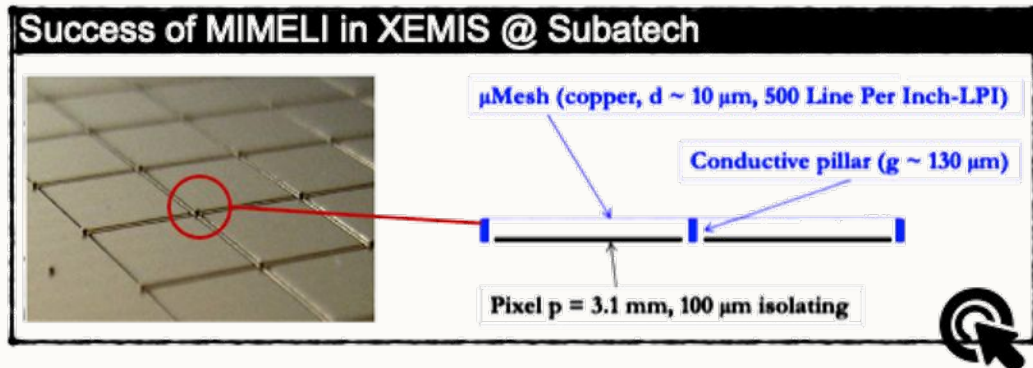 Success of MIMELI in XEMIS @ Subatech
µMesh (copper, d ~ 10 µm, 500 Line Per Inch-LPI)
Conductive pillar (g ~ 130 µm)
Pixel p = 3.1 mm, 100 µm isolating